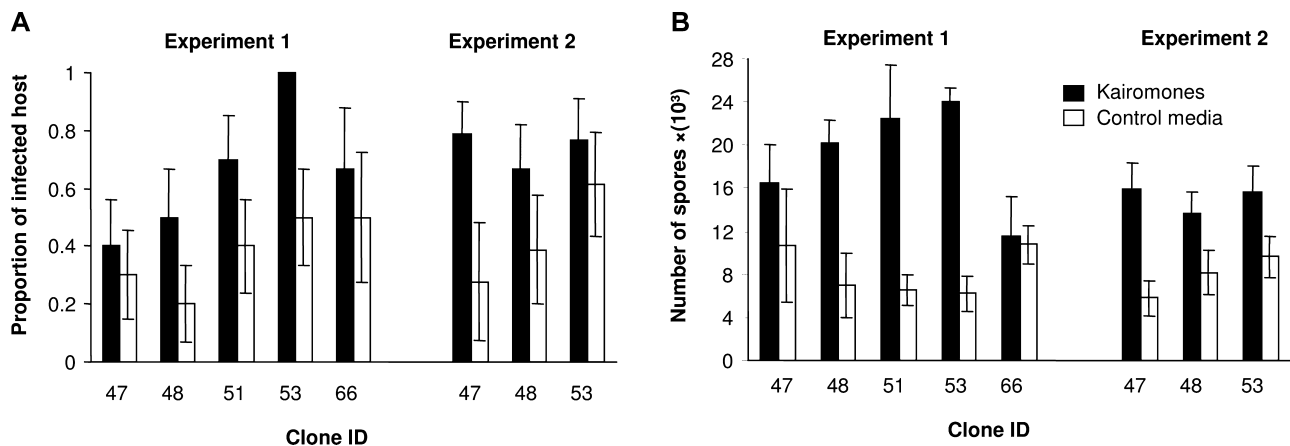 A
Experiment 1
Experiment 2
Proportion of infected host
1
0.8
0.6
0.4
0.2
0
47 48 51 53 66 47 48 53
Clone ID
B
Experiment 1
Experiment 2
Number of spores ×(10³)
28
24
20
16
12
8
4
0
Kairomones
Control media
47 48 51 53 66 47 48 53
Clone ID